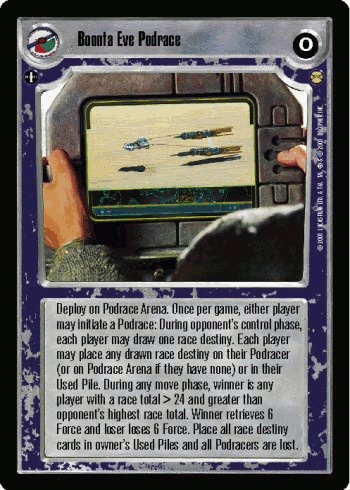 Boonta Eve Podrace
O
Deploy on Podrace Arena. Once per game, either player
may initiate a Podrace: During opponent's control phase,
each player may draw one race destiny. Each player
may place any drawn race destiny on their Podracer
(or on Podrace Arena if they have none) or in their
Used Pile. During any move phase, winner is any
player with a race total > 24 and greater than
opponent's highest race total. Winner retrieves 6
Force and loser loses 6 Force. Place all race destiny
cards in owner's Used Piles and all Podracers are lost.